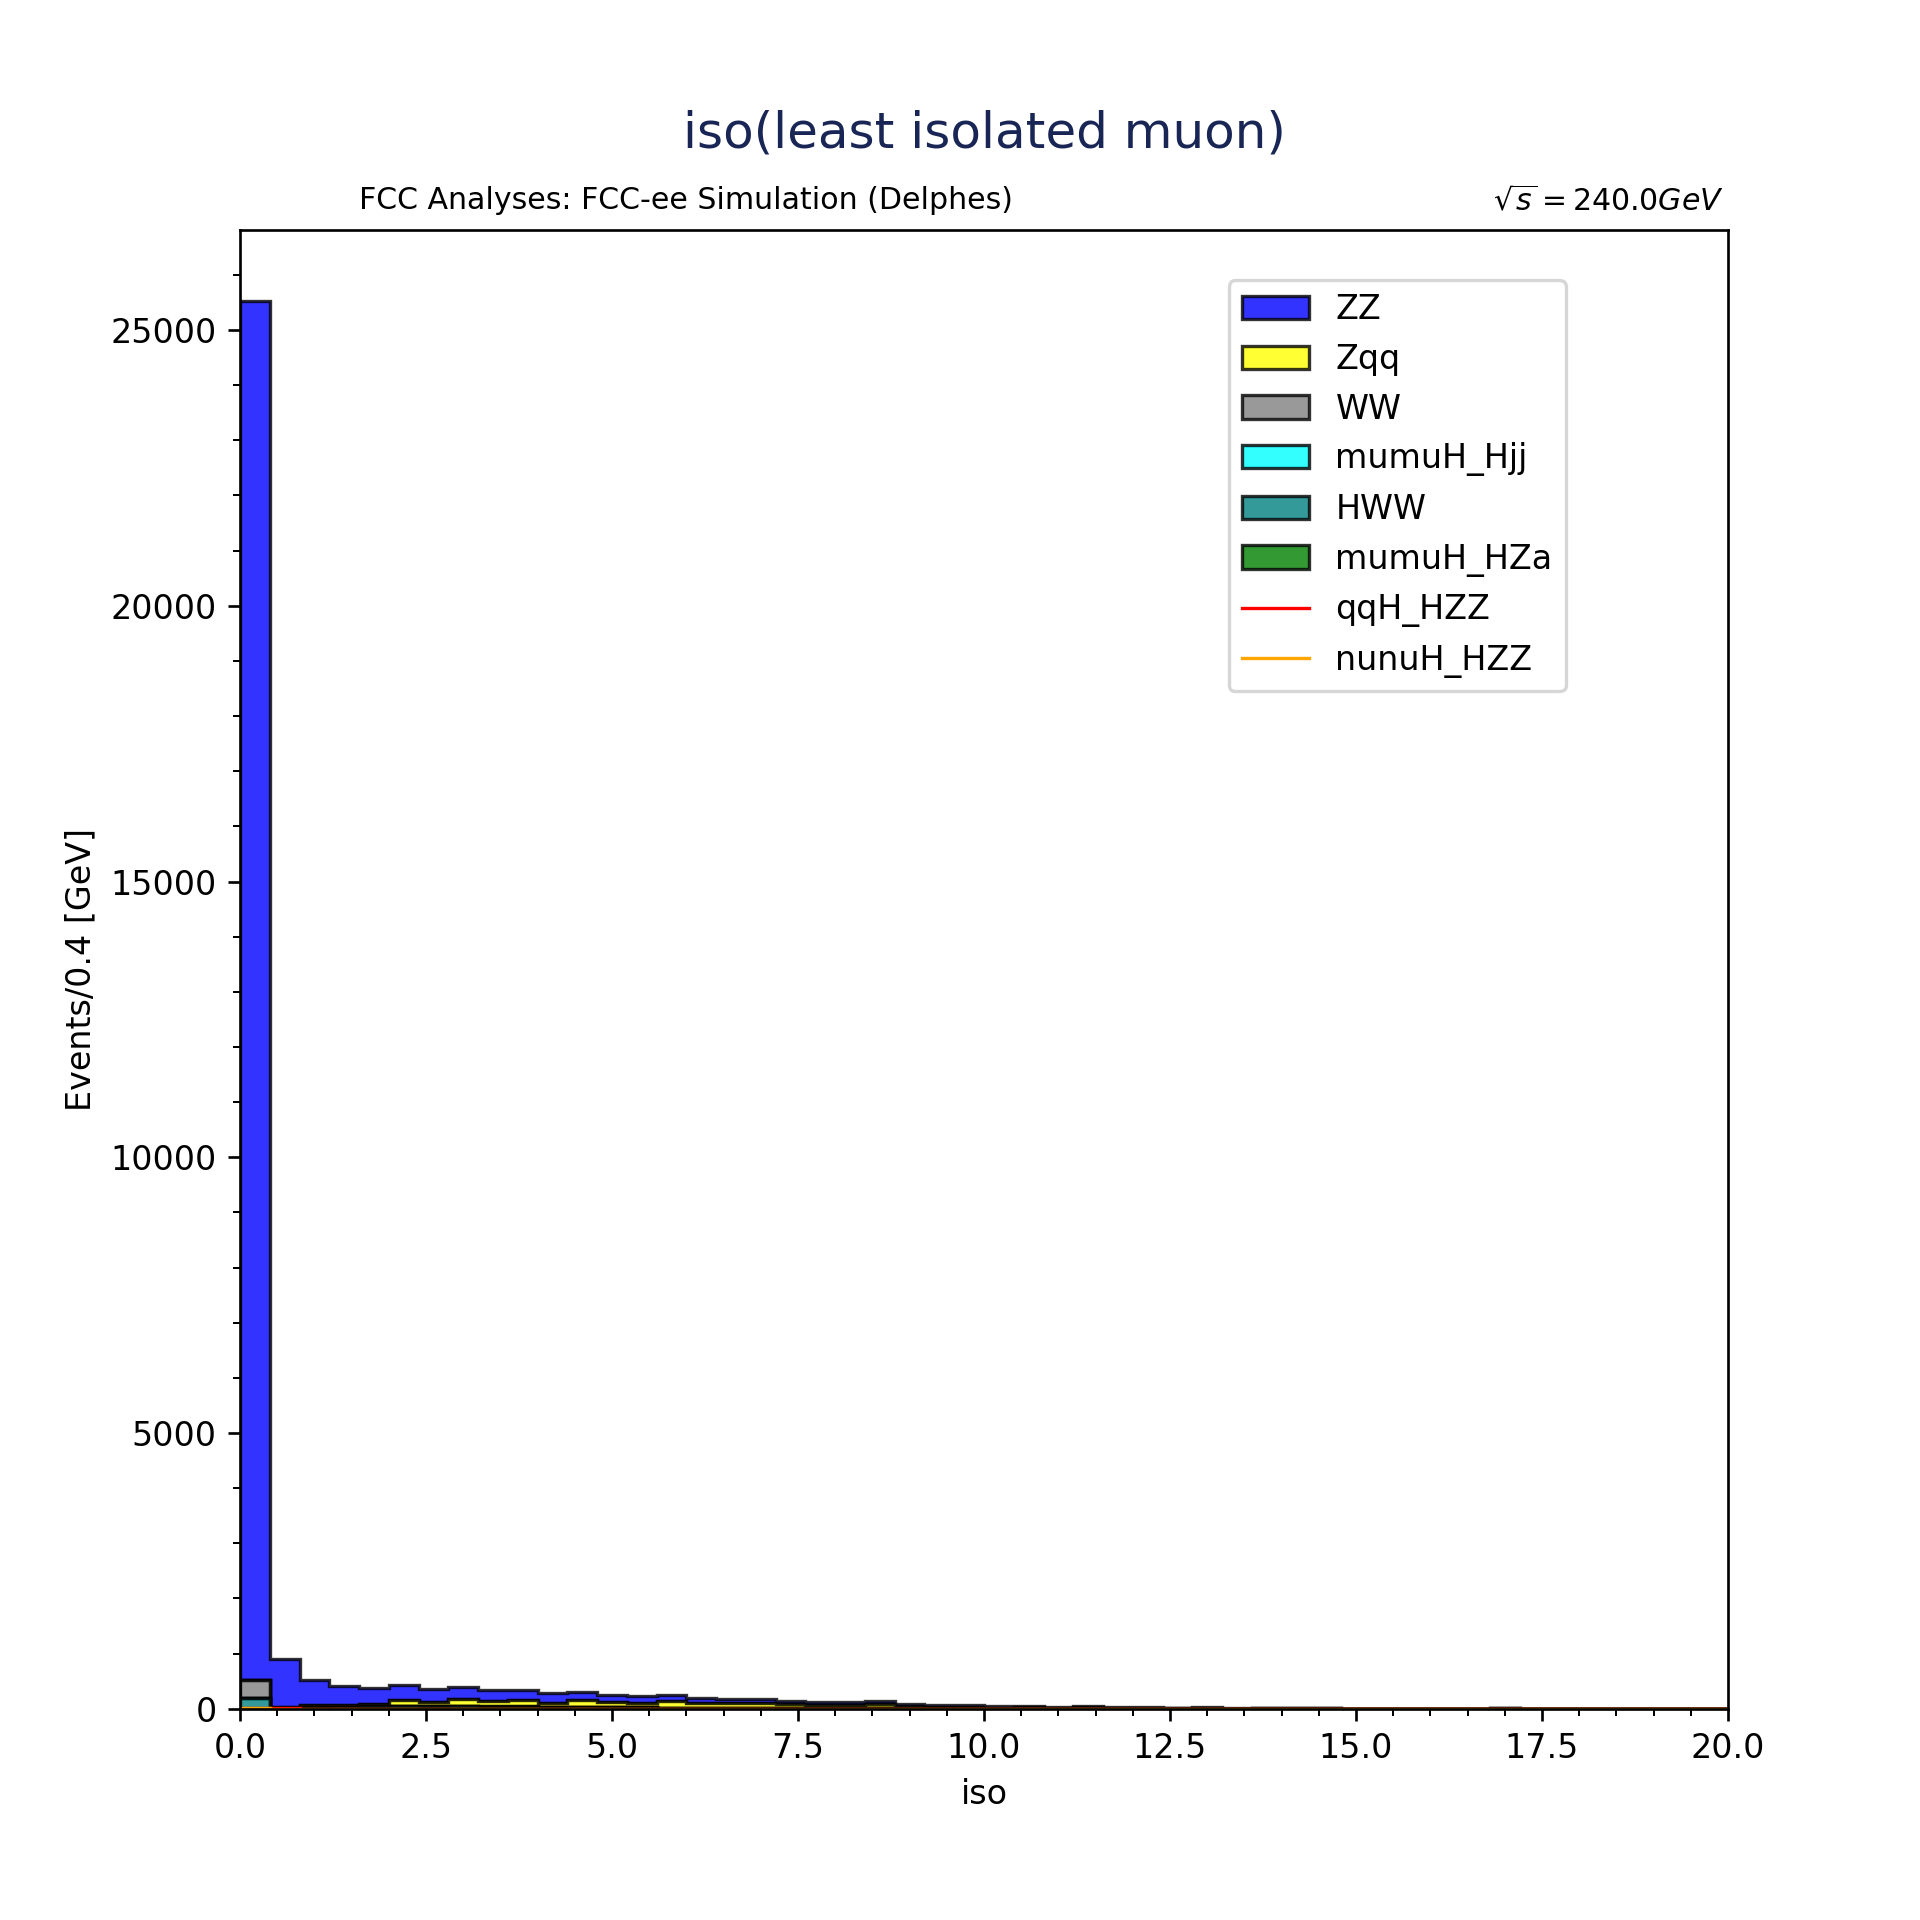 iso(least isolated muon)
FCC Analyses: FCC-ee Simulation (Delphes)
√s = 240.0GeV
Events/0.4 [GeV]
25000
20000
15000
10000
5000
0
ZZ
Zqq
WW
mumuH_Hjj
HWW
mumuH_HZa
qqH_HZZ
nunuH_HZZ
0.0 2.5 5.0 7.5 10.0 12.5 15.0 17.5 20.0
iso